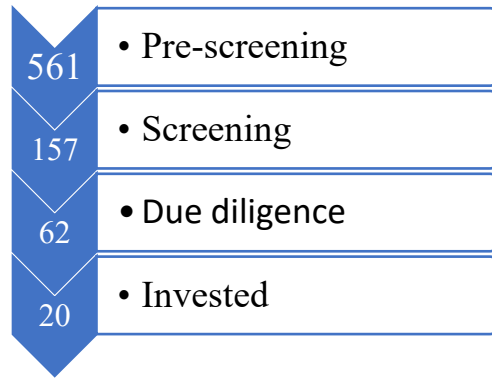 561
• Pre-screening
157
• Screening
62
• Due diligence
20
• Invested